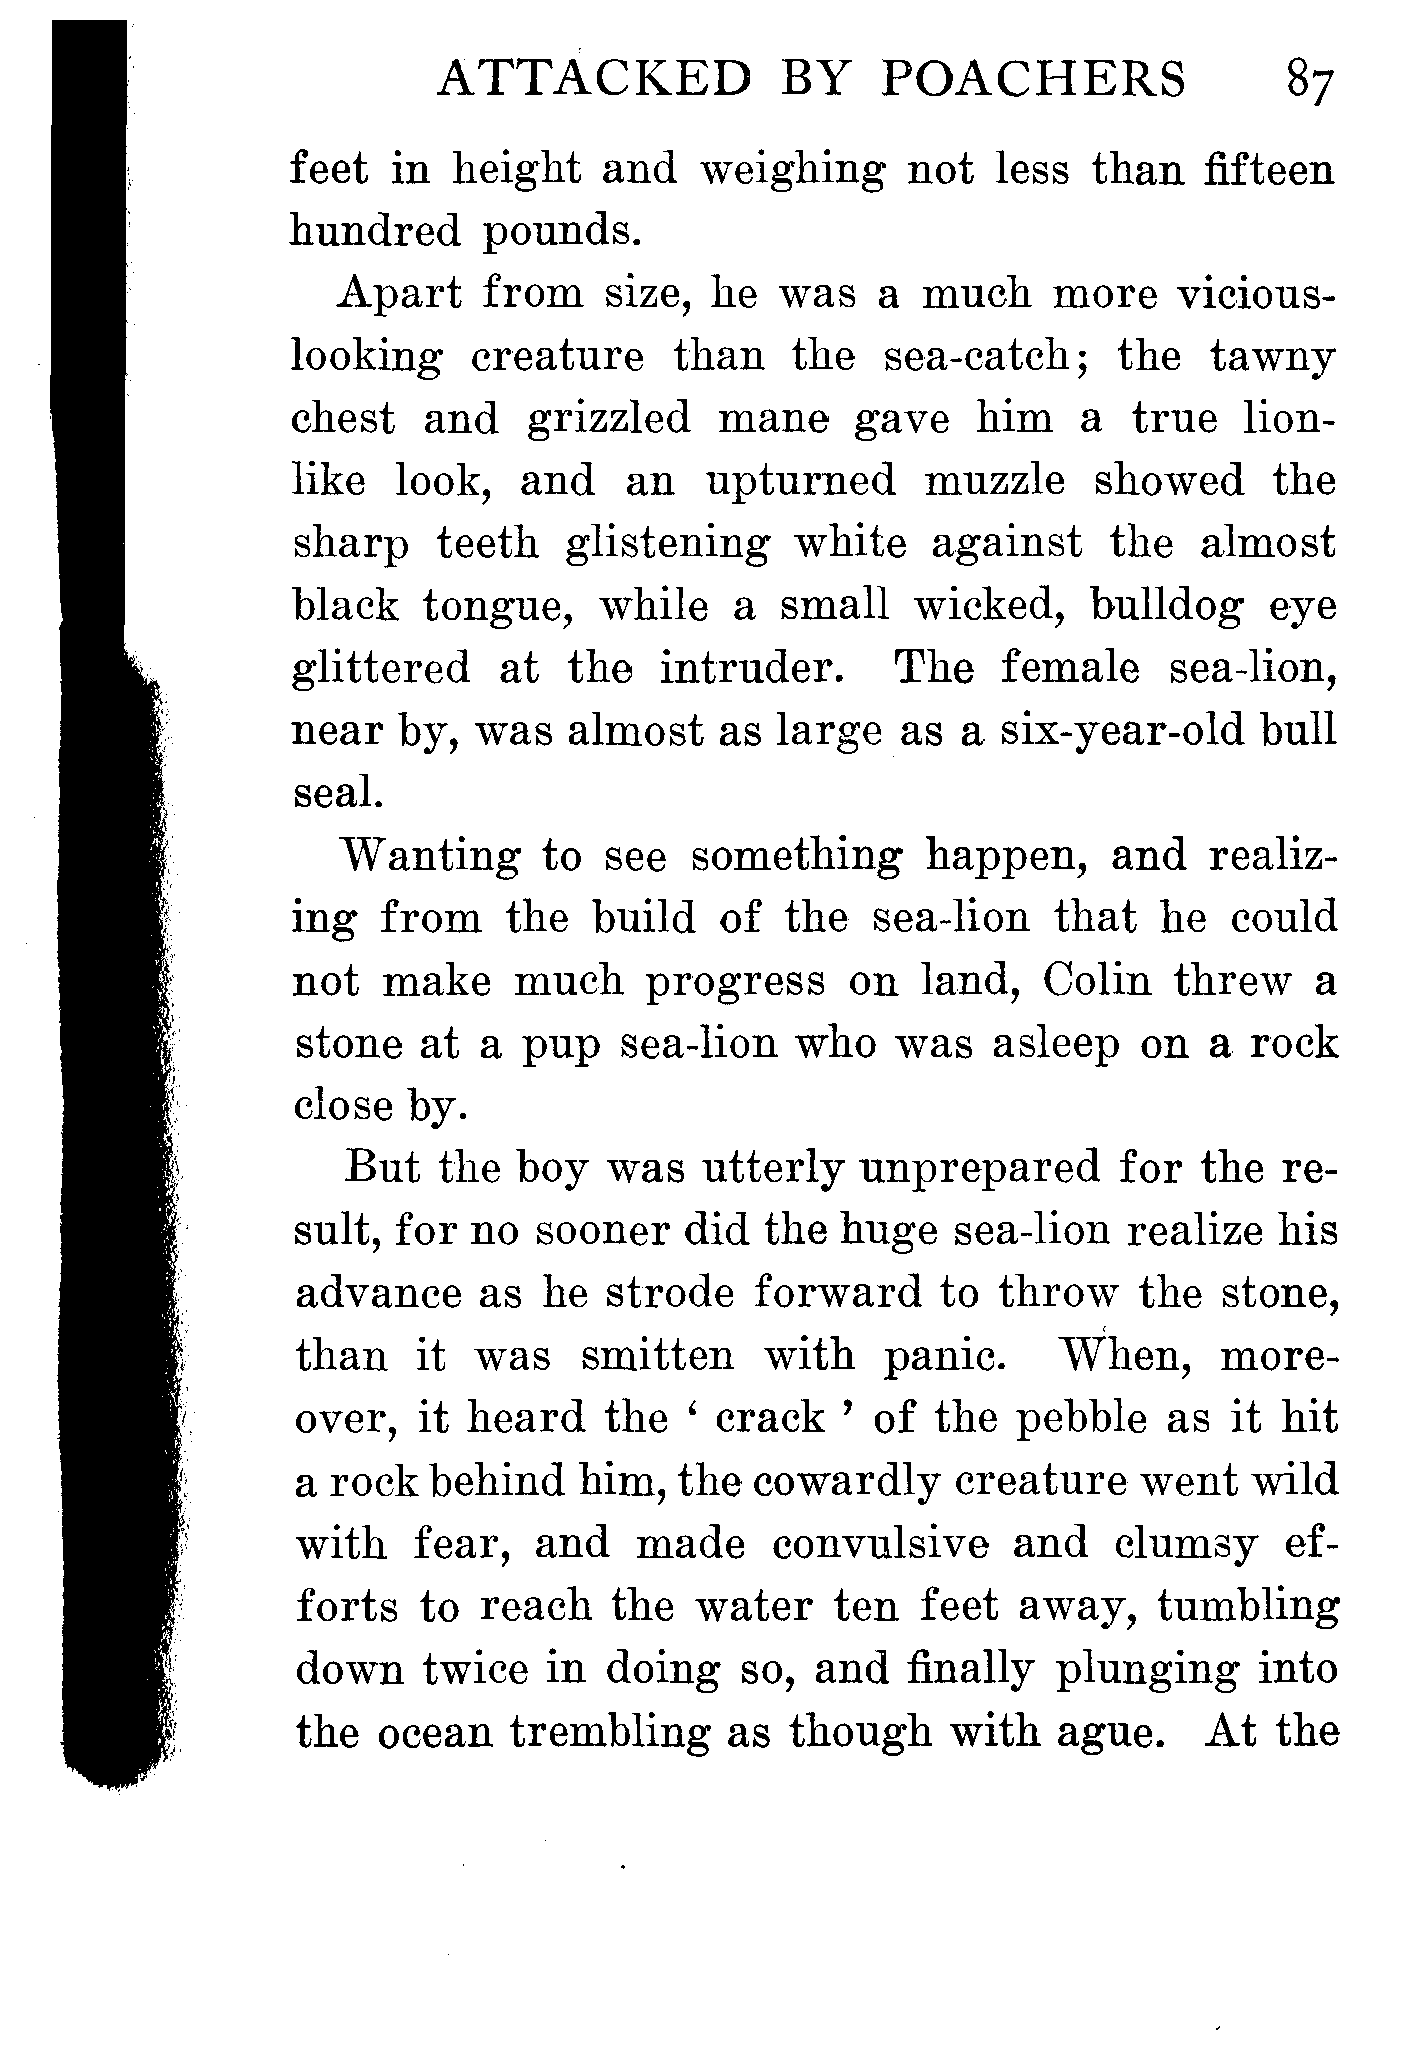 ATTACKED BY POACHERS 87
feet in height and weighing not less than fifteen
hundred pounds.
Apart from size, he was a much more vicious-
looking creature than the sea-catch; the tawny
chest and grizzled mane gave him a true lion-
like look, and an upturned muzzle showed the
sharp teeth glistening white against the almost
black tongue, while a small wicked, bulldog eye
glittered at the intruder. The female sea-lion,
near by, was almost as large as a six-year-old bull
seal.
Wanting to see something happen, and realiz-
ing from the build of the sea-lion that he could
not make much progress on land, Colin threw a
stone at a pup sea-lion who was asleep on a rock
close by.
But the boy was utterly unprepared for the re-
sult, for no sooner did the huge sea-lion realize his
advance as he strode forward to throw the stone,
than it was smitten with panic. When, more-
over, it heard the ‘ crack ’ of the pebble as it hit
a rock behind him, the cowardly creature went wild
with fear, and made convulsive and clumsy ef-
forts to reach the water ten feet away, tumbling
down twice in doing so, and finally plunging into
the ocean trembling as though with ague. At the